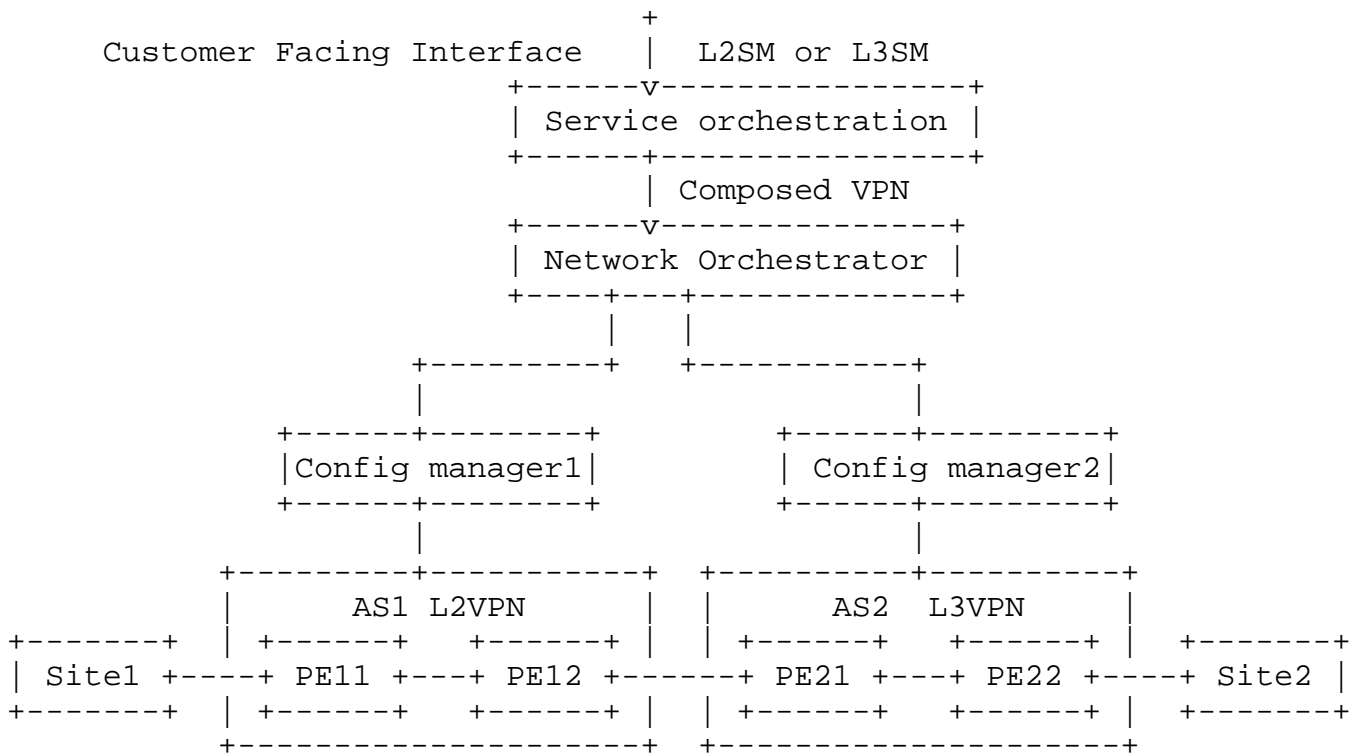 Customer Facing Interface L2SM or L3SM
Service orchestration
Composed VPN
Network Orchestrator
Config manager1 Config manager2
AS1 L2VPN AS2 L3VPN
Site1 PE11 PE12 PE21 PE22 Site2